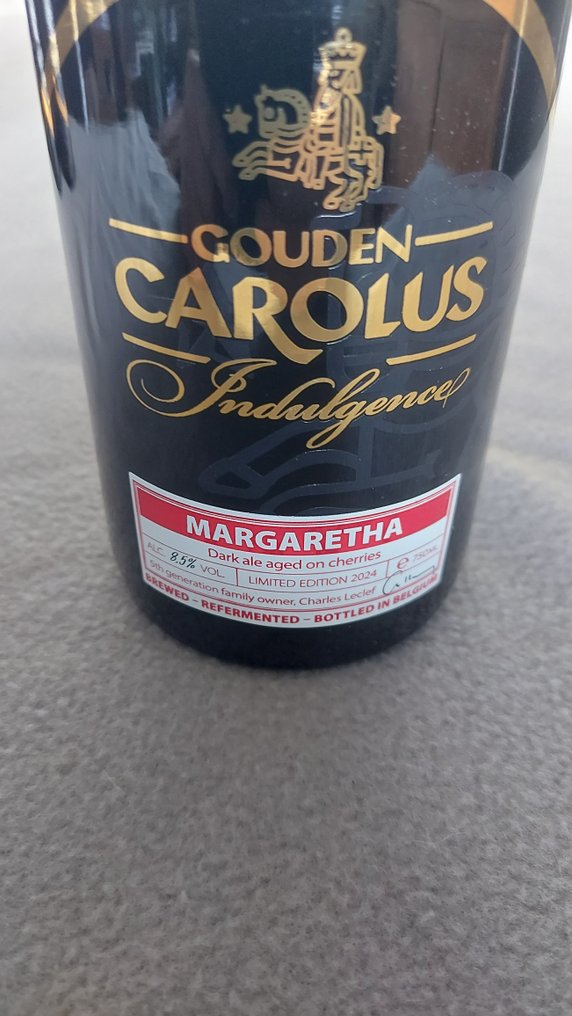 GOUDEN
CAROLUS
Indulgence
MARGARETHA
Dark ale aged on cherries
ALC. 8.5% VOL. LIMITED EDITION 2024 e 750ML
5th generation family owner, Charles Leclef
BREWED - REFERMENTED - BOTTLED IN BELGIUM